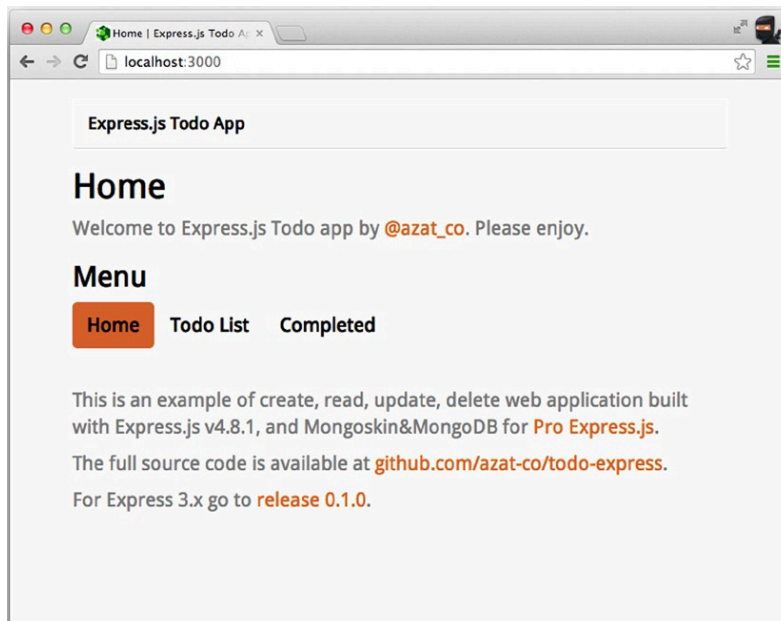 Home | Express.js Todo Ap
localhost:3000
Express.js Todo App
Home
Welcome to Express.js Todo app by @azat_co. Please enjoy.
Menu
Home Todo List Completed
This is an example of create, read, update, delete web application built
with Express.js v4.8.1, and Mongoskin&MongoDB for Pro Express.js.
The full source code is available at github.com/azat-co/todo-express.
For Express 3.x go to release 0.1.0.